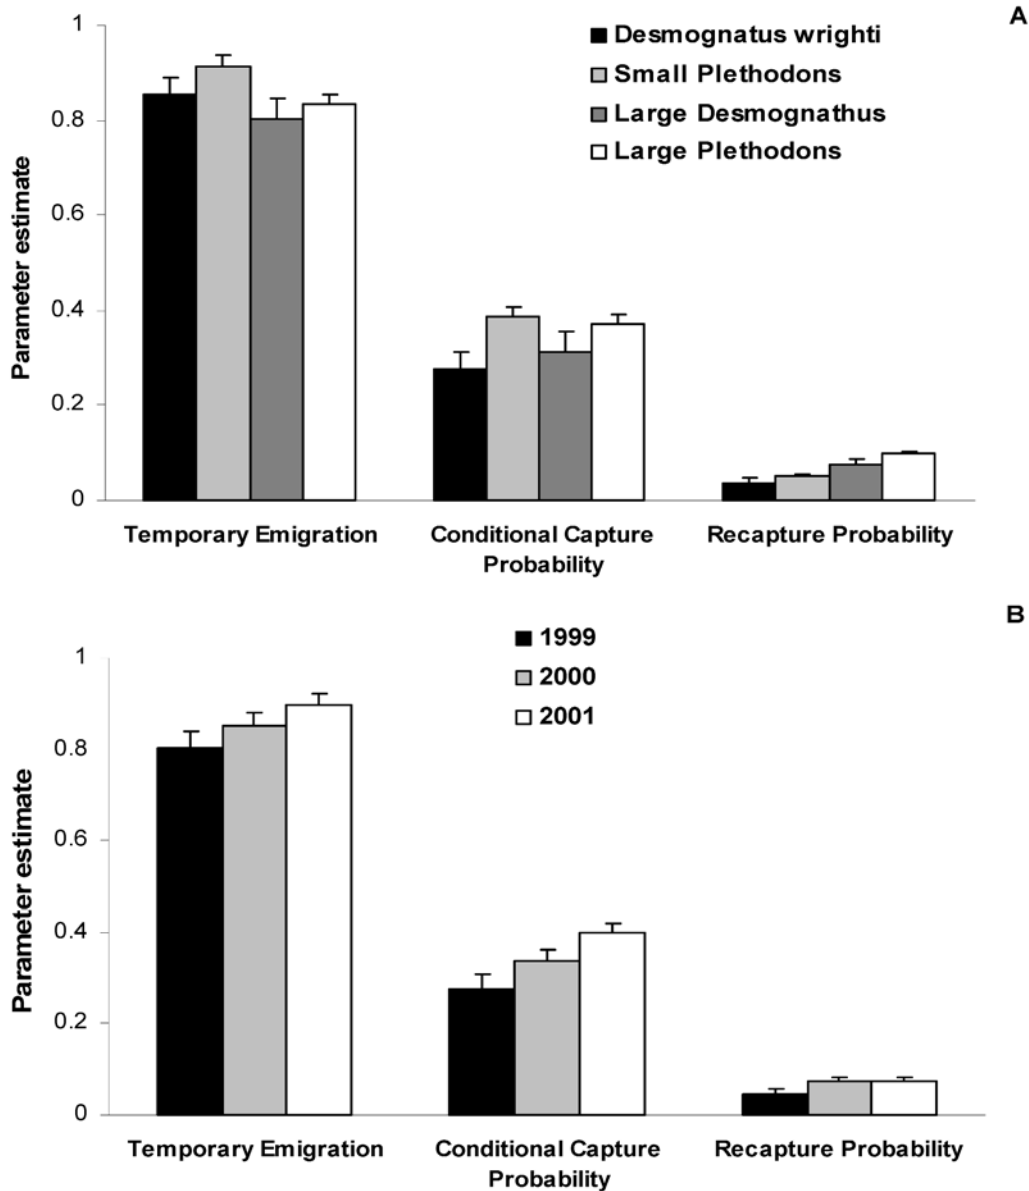 A
1
0.8
0.6
0.4
0.2
0
Parameter estimate
Desmognatus wrighti
Small Plethodons
Large Desmognathus
Large Plethodons
Temporary Emigration
Conditional Capture
Probability
Recapture Probability
B
1
0.8
0.6
0.4
0.2
0
Parameter estimate
1999
2000
2001
Temporary Emigration
Conditional Capture
Probability
Recapture Probability